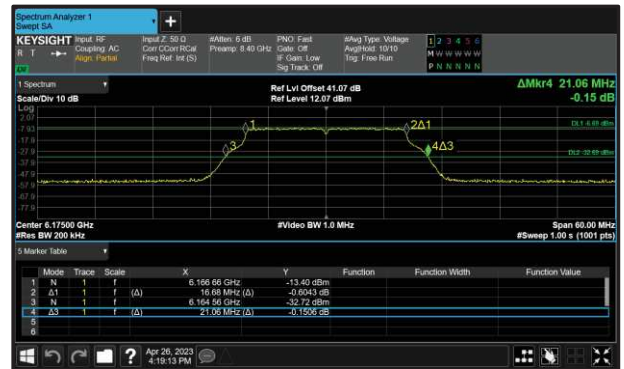 Spectrum Analyzer 1
Swept SA
+
KEYSIGHT Input: RF Input Z: 50 Ω #Atten: 6 dB PNO: Fast #Avg Type: Voltage 1 2 3 4 5 6
R T Coupling: AC Corr CCorr RCal Preamp: 8.40 GHz Gate: Off Avg|Hold: 10/10 M W W W W W
Align: Partial Freq Ref: Int (S) IF Gain: Low Trig: Free Run
Sig Track: Off P N N N N N
1 Spectrum
Ref Lvl Offset 41.07 dB ΔMkr4 21.06 MHz
Scale/Div 10 dB Ref Level 12.07 dBm -0.15 dB
Log
2.07
-7.93 1 2Δ1 DL1 -6.69 dBm
-17.9
-27.9 3 4Δ3 DL2 -32.69 dBm
-37.9
-47.9
-57.9
-67.9
-77.9
Center 6.17500 GHz #Video BW 1.0 MHz Span 60.00 MHz
#Res BW 200 kHz #Sweep 1.00 s (1001 pts)
5 Marker Table
Mode Trace Scale X Y Function Function Width Function Value
1 N 1 f 6.166 66 GHz -13.40 dBm
2 Δ1 1 f (Δ) 16.68 MHz (Δ) -0.6043 dB
3 N 1 f 6.164 56 GHz -32.72 dBm
4 Δ3 1 f (Δ) 21.06 MHz (Δ) -0.1506 dB
5
6
? Apr 26, 2023
4:19:13 PM